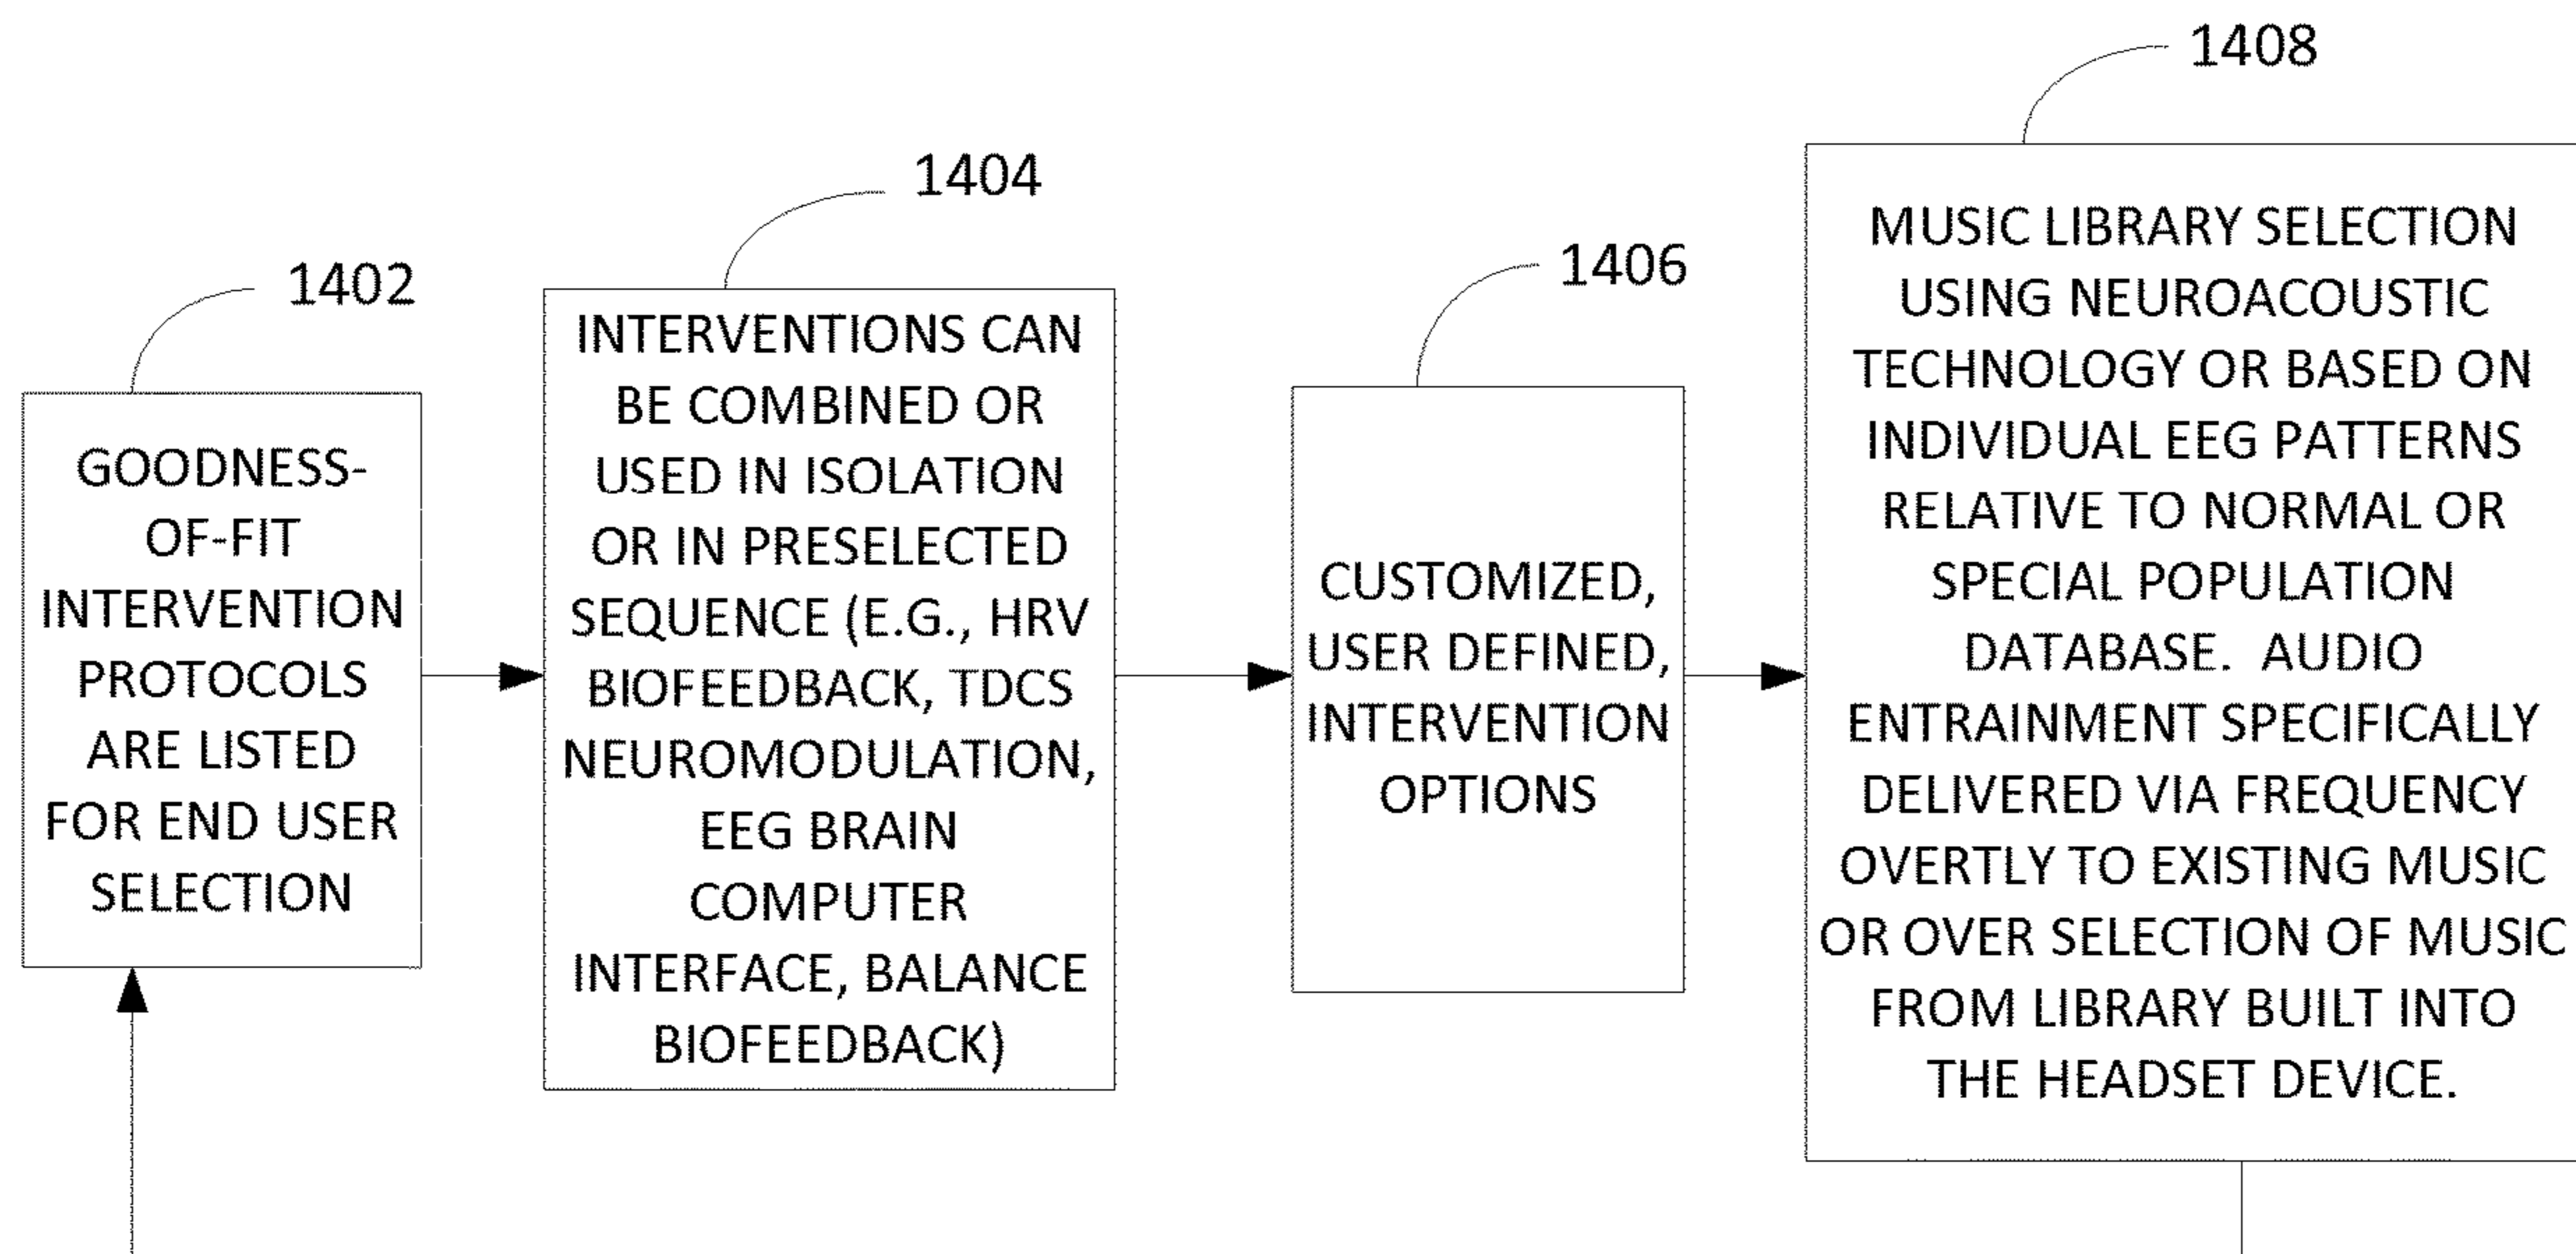 1402
GOODNESS-
OF-FIT
INTERVENTION
PROTOCOLS
ARE LISTED
FOR END USER
SELECTION
1404
INTERVENTIONS CAN
BE COMBINED OR
USED IN ISOLATION
OR IN PRESELECTED
SEQUENCE (E.G., HRV
BIOFEEDBACK, TDCS
NEUROMODULATION,
EEG BRAIN
COMPUTER
INTERFACE, BALANCE
BIOFEEDBACK)
1406
CUSTOMIZED,
USER DEFINED,
INTERVENTION
OPTIONS
1408
MUSIC LIBRARY SELECTION
USING NEUROACOUSTIC
TECHNOLOGY OR BASED ON
INDIVIDUAL EEG PATTERNS
RELATIVE TO NORMAL OR
SPECIAL POPULATION
DATABASE.  AUDIO
ENTRAINMENT SPECIFICALLY
DELIVERED VIA FREQUENCY
OVERTLY TO EXISTING MUSIC
OR OVER SELECTION OF MUSIC
FROM LIBRARY BUILT INTO
THE HEADSET DEVICE.